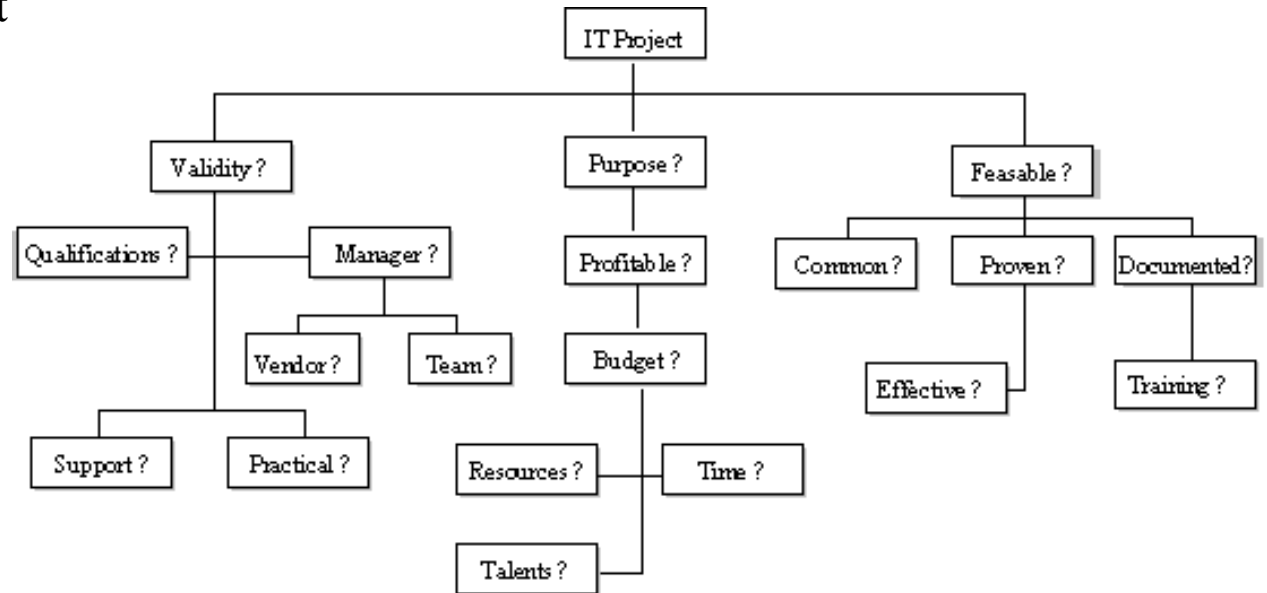 t
IT Project
Validity ?
Purpose ?
Feasable ?
Qualifications ?
Manager ?
Profitable ?
Common ?
Proven ?
Documented?
Vendor ?
Team ?
Budget ?
Effective ?
Training ?
Support ?
Practical ?
Resources ?
Time ?
Talents ?